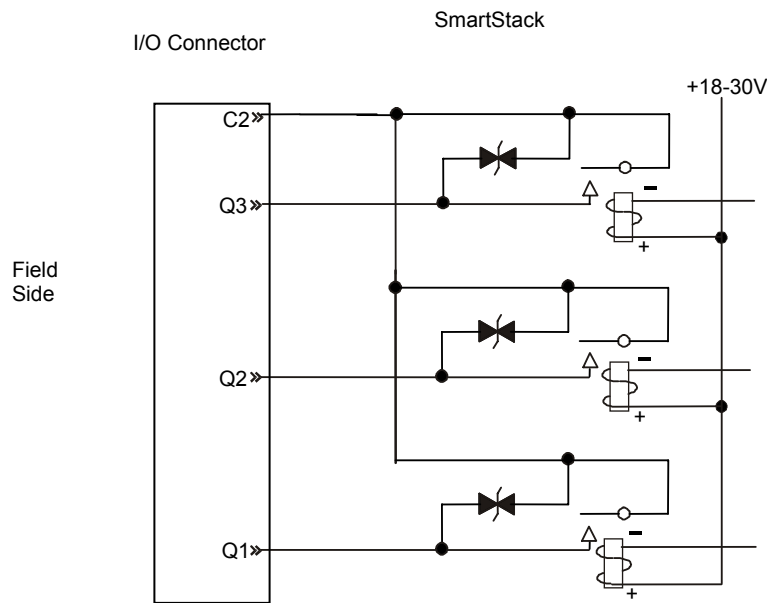 SmartStack
I/O Connector
+18-30V
C2
Q3
−
+
Field
Side
Q2
−
+
Q1
−
+